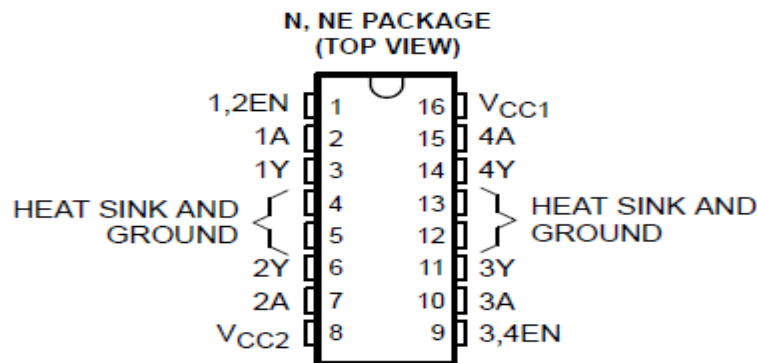 N, NE PACKAGE
(TOP VIEW)
1,2EN 1 16 VCC1
1A 2 15 4A
1Y 3 14 4Y
HEAT SINK AND GROUND 4 13 HEAT SINK AND GROUND
5 12
2Y 6 11 3Y
2A 7 10 3A
VCC2 8 9 3,4EN